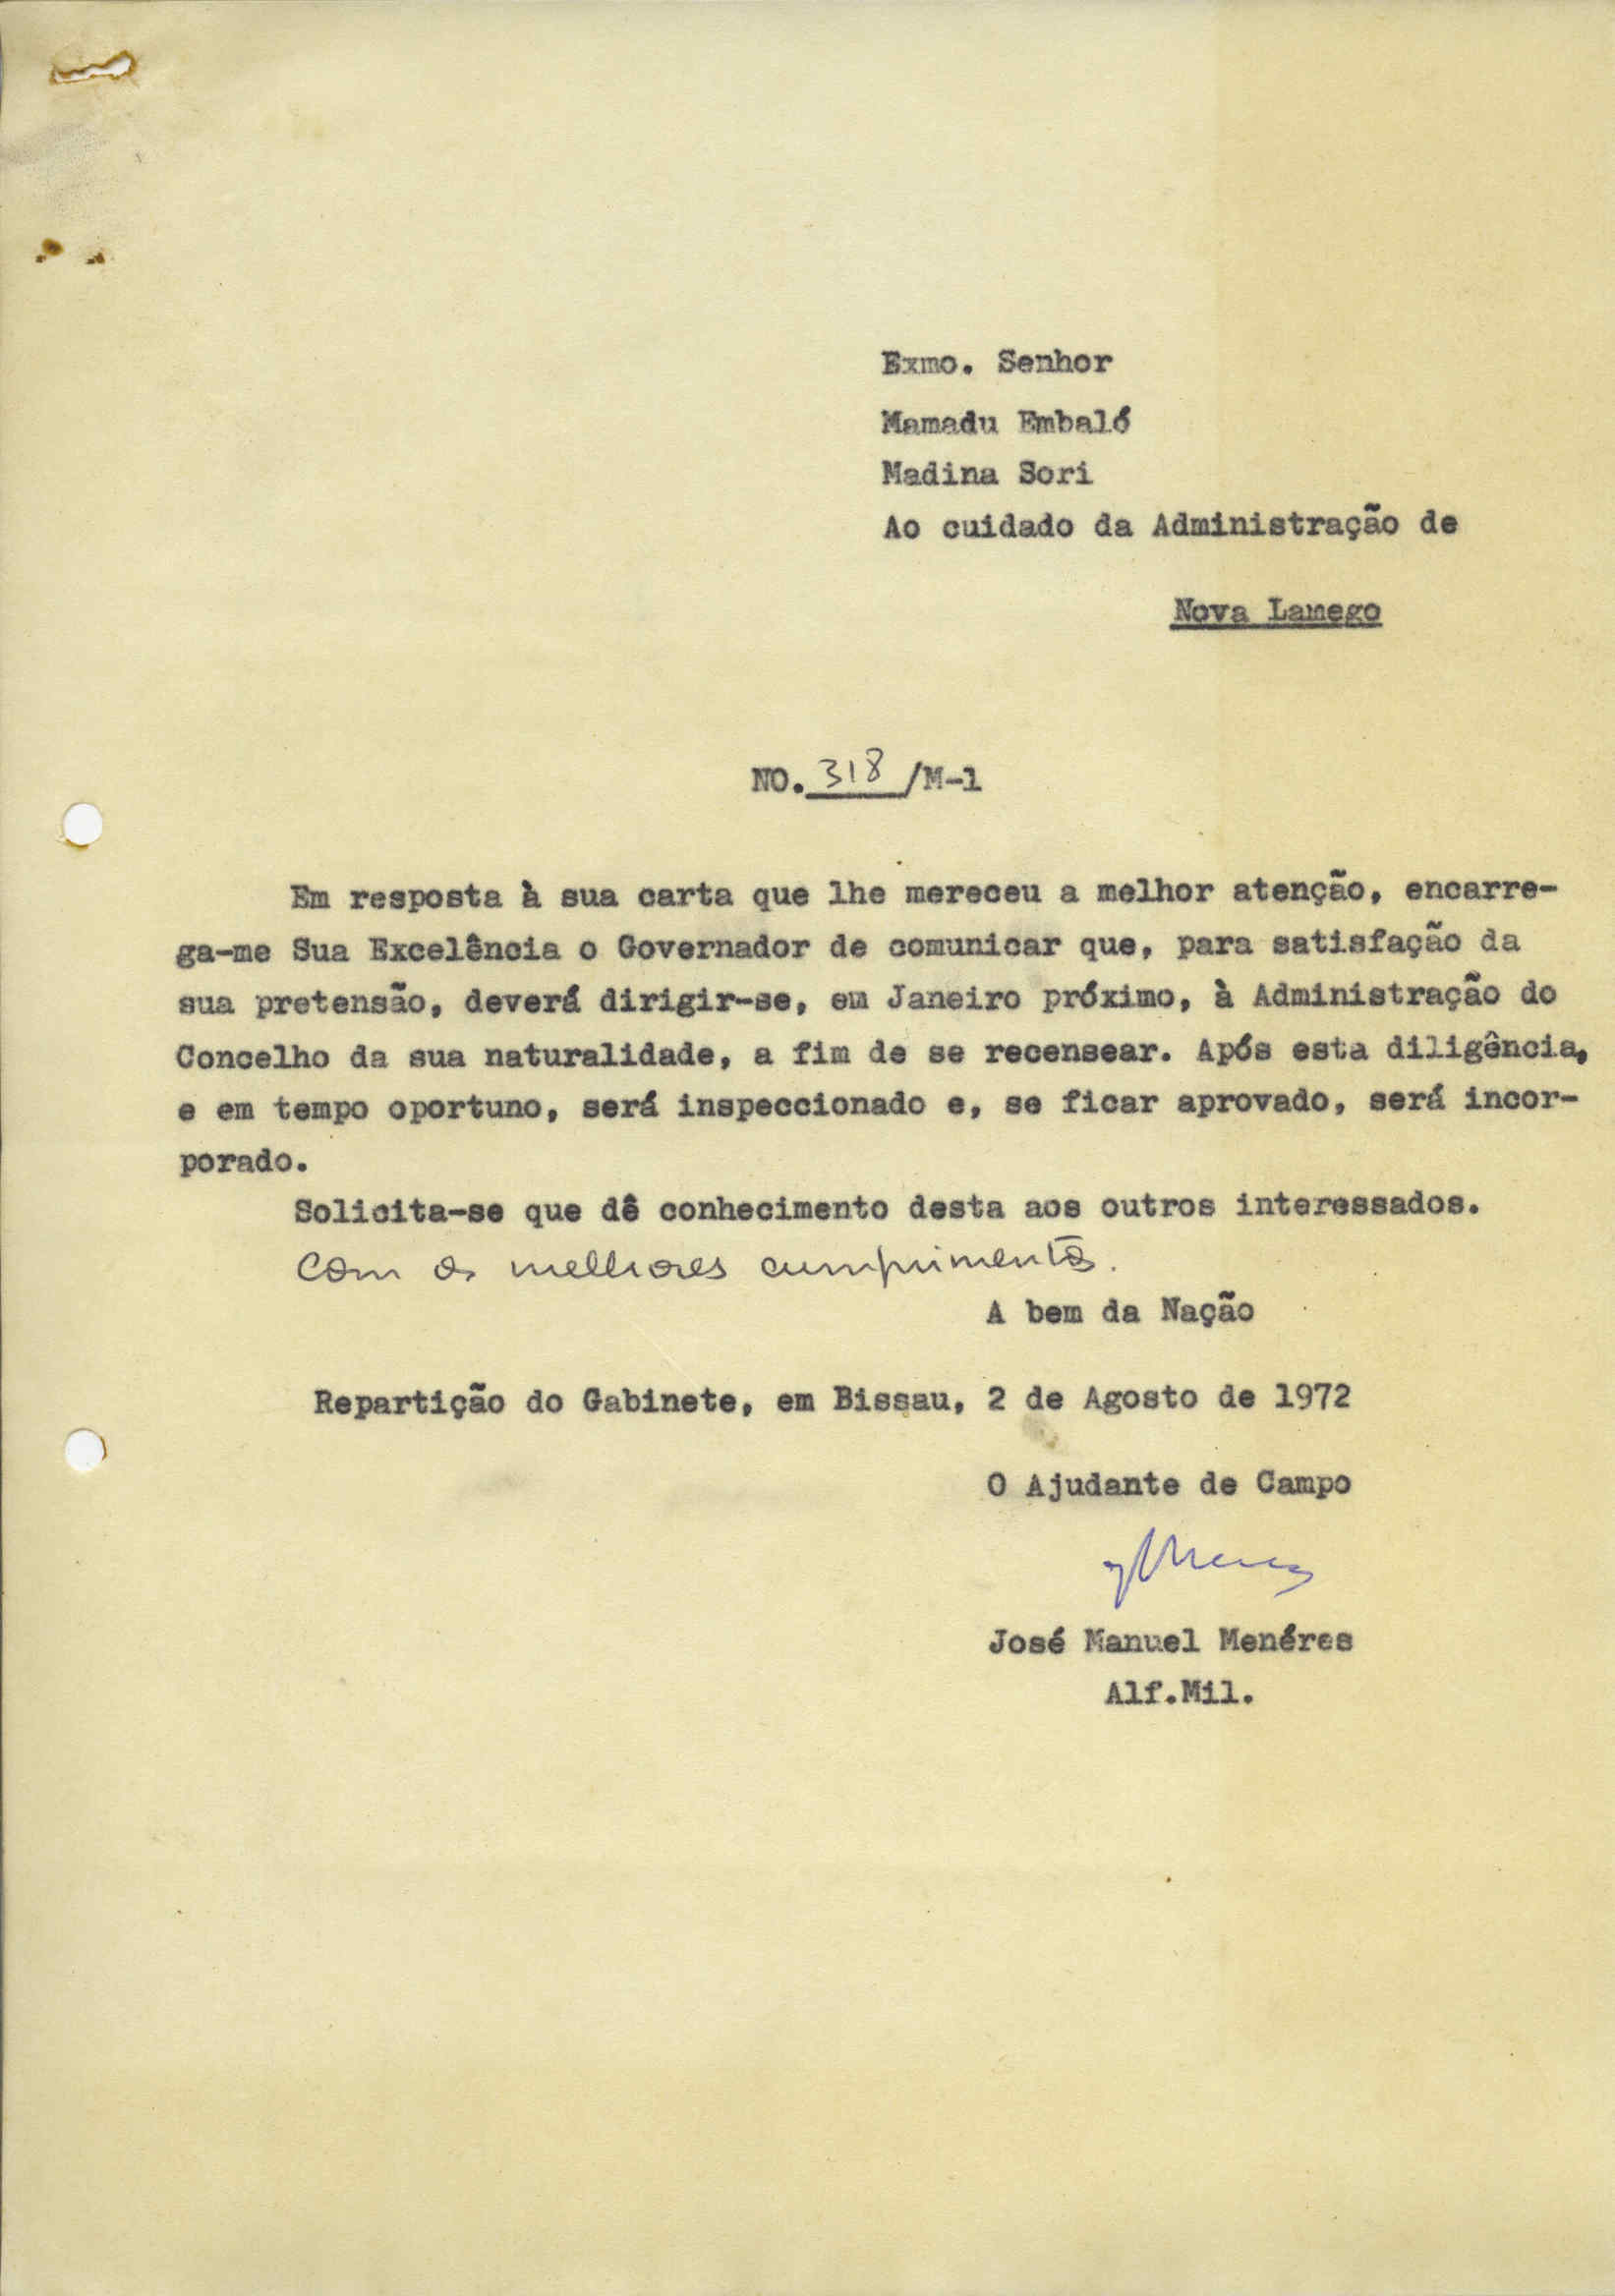 Exmo. Senhor
Mamadu Embaló
Madina Sori
Ao cuidado da Administração de
Nova Lamego
NO. 318 /M-1
Em resposta à sua carta que lhe mereceu a melhor atenção, encarre-
ga-me Sua Excelência o Governador de comunicar que, para satisfação da
sua pretensão, deverá dirigir-se, em Janeiro próximo, à Administração do
Concelho da sua naturalidade, a fim de se recensear. Após esta diligência,
e em tempo oportuno, será inspeccionado e, se ficar aprovado, será incor-
porado.
Solicita-se que dê conhecimento desta aos outros interessados.
Com os melhores cumprimentos.
A bem da Nação
Repartição do Gabinete, em Bissau, 2 de Agosto de 1972
O Ajudante de Campo
José Manuel Menéres
Alf.Mil.